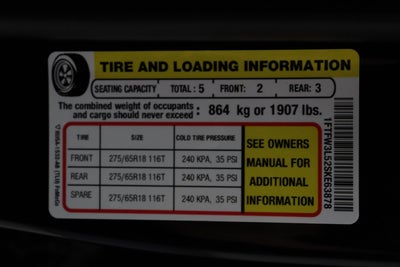 TIRE AND LOADING INFORMATION
SEATING CAPACITY TOTAL : 5 FRONT: 2 REAR: 3
The combined weight of occupants and cargo should never exceed : 864 kg or 1907 lbs.
TIRE SIZE COLD TIRE PRESSURE
FRONT 275/65R18 116T 240 KPA, 35 PSI
REAR 275/65R18 116T 240 KPA, 35 PSI
SPARE 275/65R18 116T 240 KPA, 35 PSI
SEE OWNERS
MANUAL FOR
ADDITIONAL
INFORMATION
1FTFW3L52SKE63878